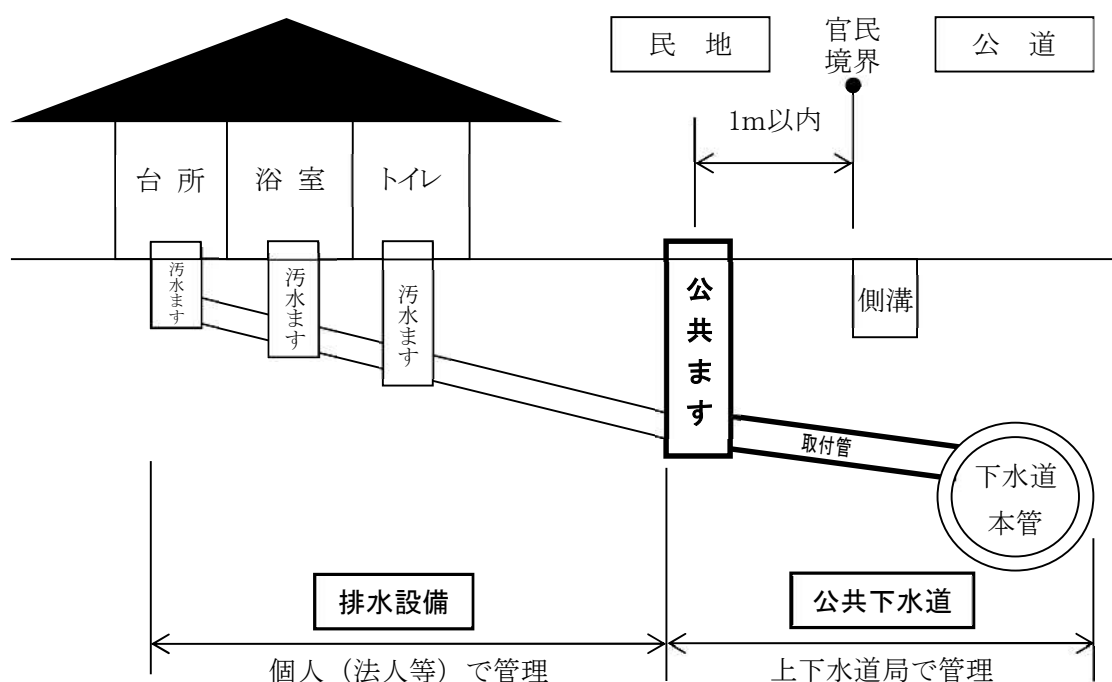 民 地
官民
境界
公 道
1m以内
台 所
浴 室
トイレ
汚水ます
汚水ます
汚水ます
公共ます
側溝
取付管
下水道
本管
排水設備
公共下水道
個人（法人等）で管理
上下水道局で管理